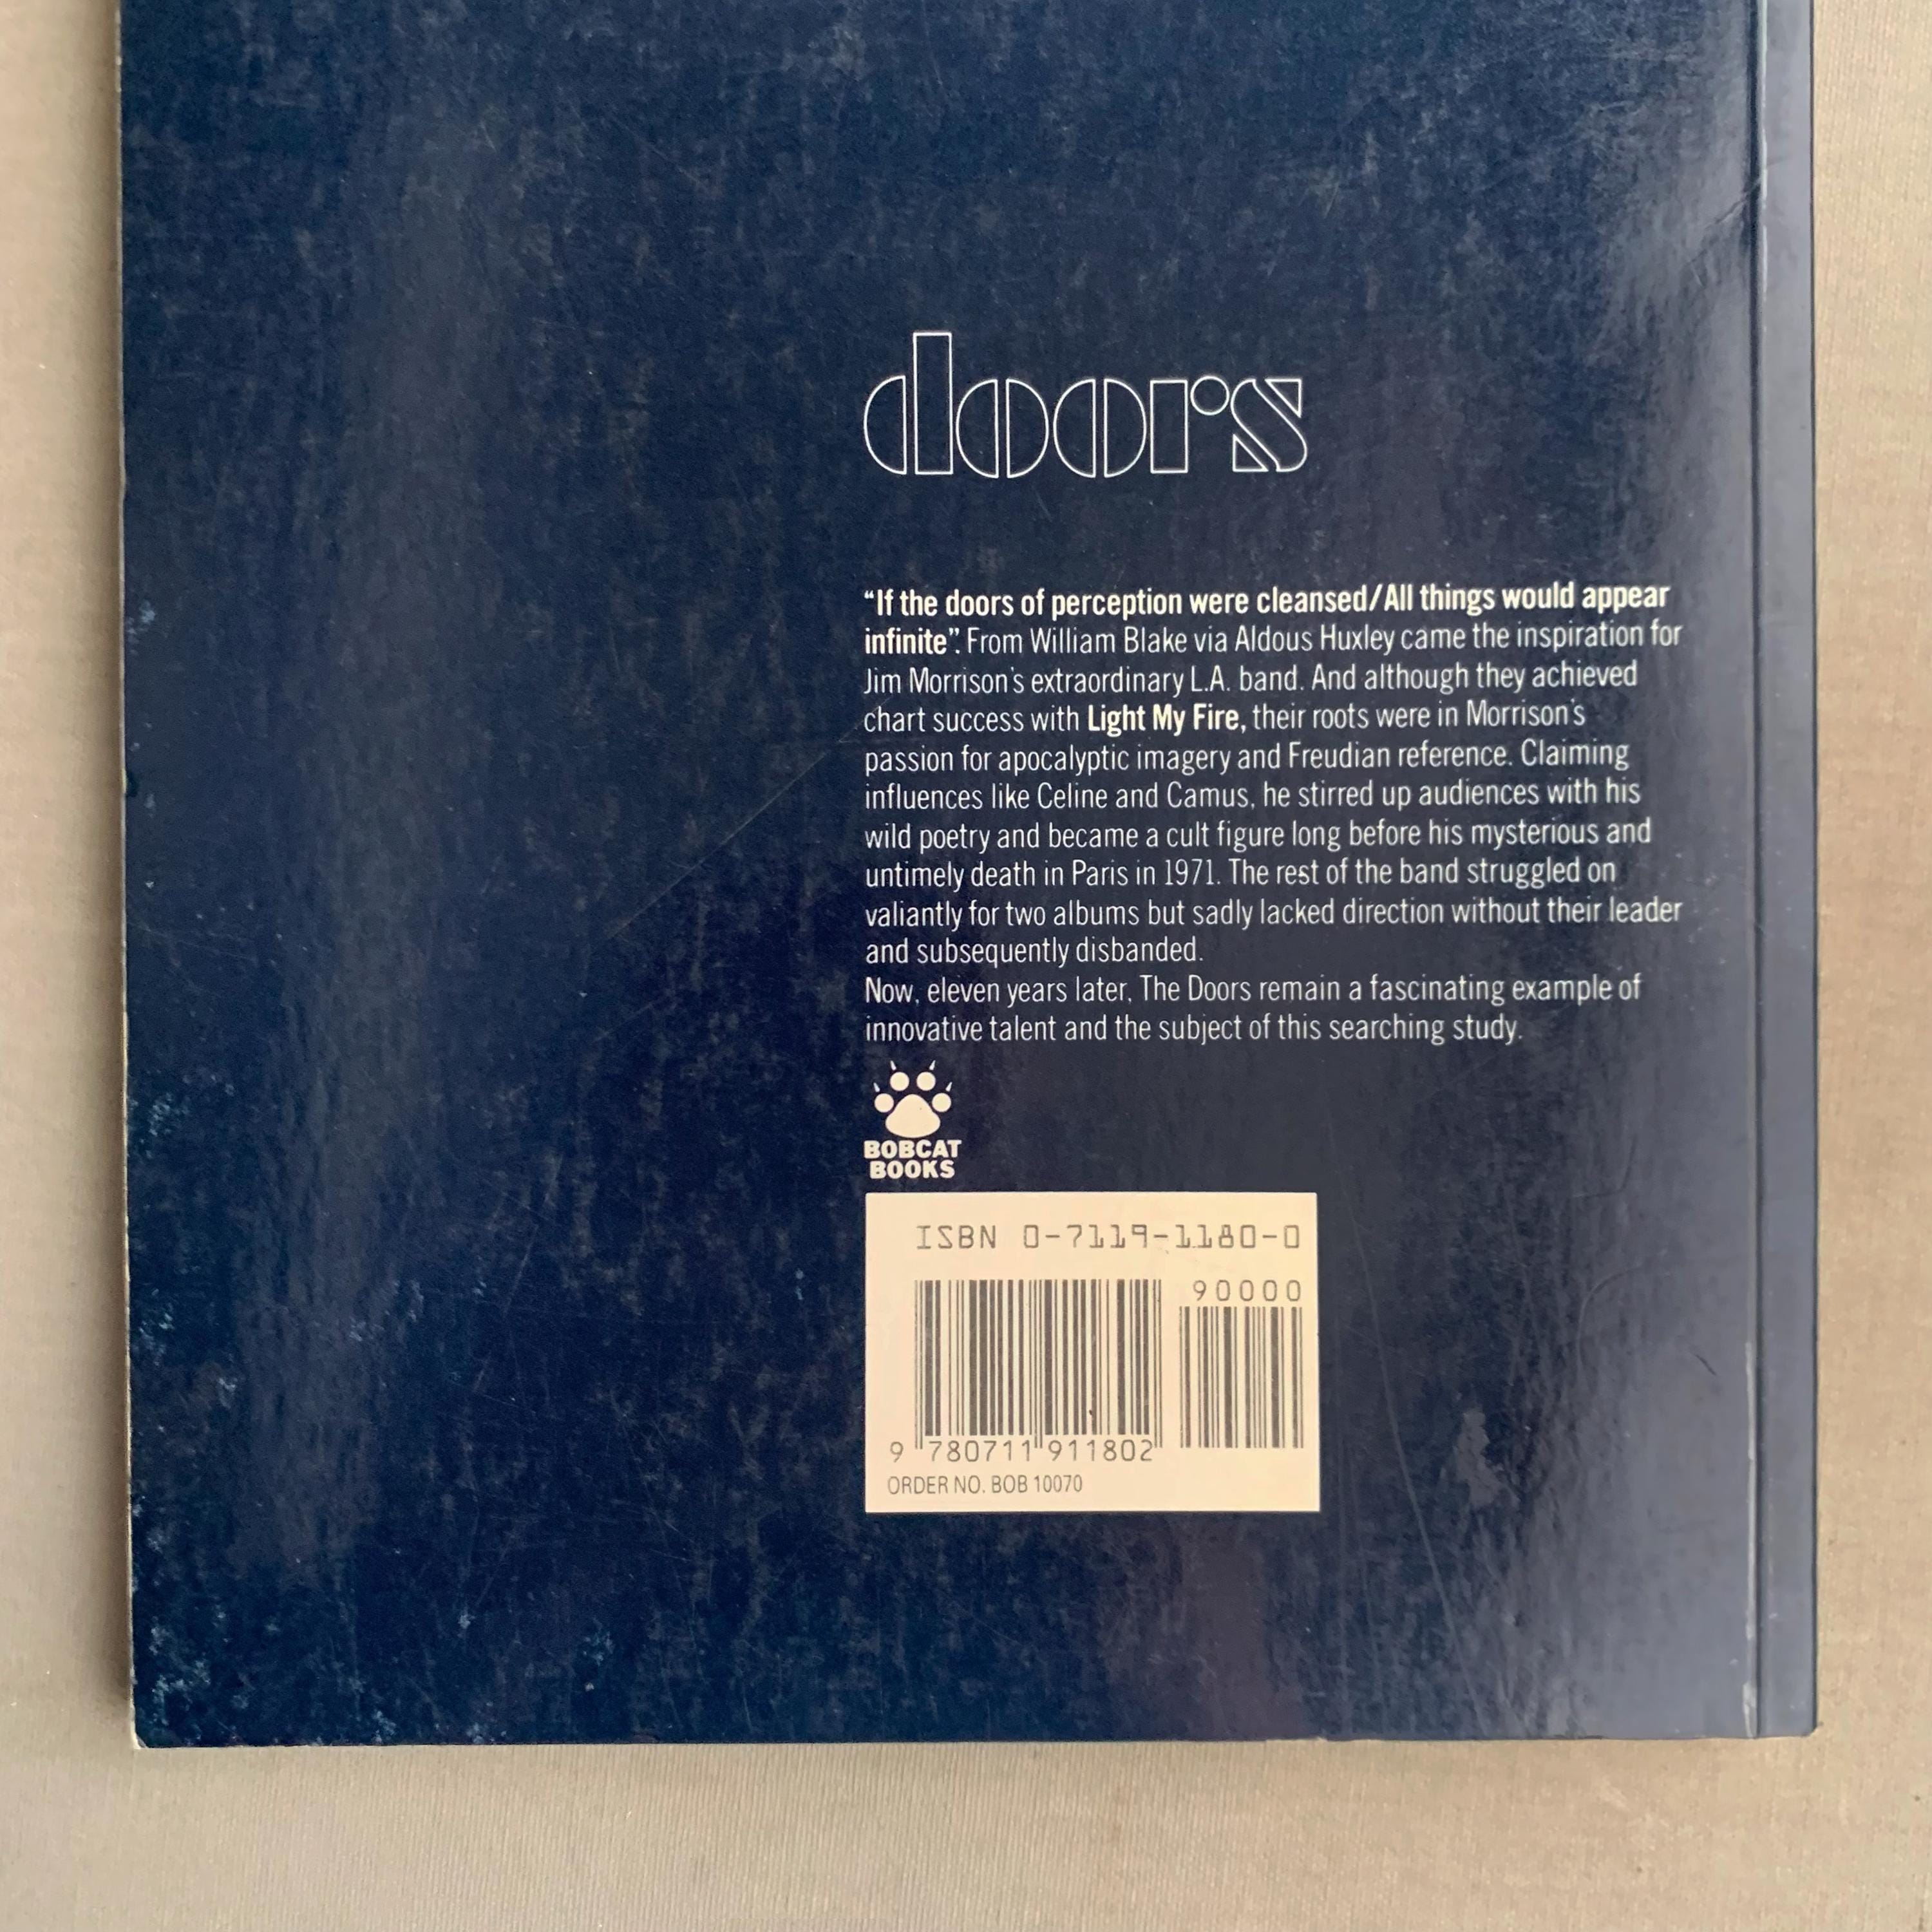 doors
“If the doors of perception were cleansed/All things would appear
infinite”. From William Blake via Aldous Huxley came the inspiration for
Jim Morrison's extraordinary L.A. band. And although they achieved
chart success with Light My Fire, their roots were in Morrison's
passion for apocalyptic imagery and Freudian reference. Claiming
influences like Celine and Camus, he stirred up audiences with his
wild poetry and became a cult figure long before his mysterious and
untimely death in Paris in 1971. The rest of the band struggled on
valiantly for two albums but sadly lacked direction without their leader
and subsequently disbanded.
Now, eleven years later, The Doors remain a fascinating example of
innovative talent and the subject of this searching study.
BOBCAT
BOOKS
ISBN 0-7119-1180-0
90000
9 780711 911802
ORDER NO. BOB 10070